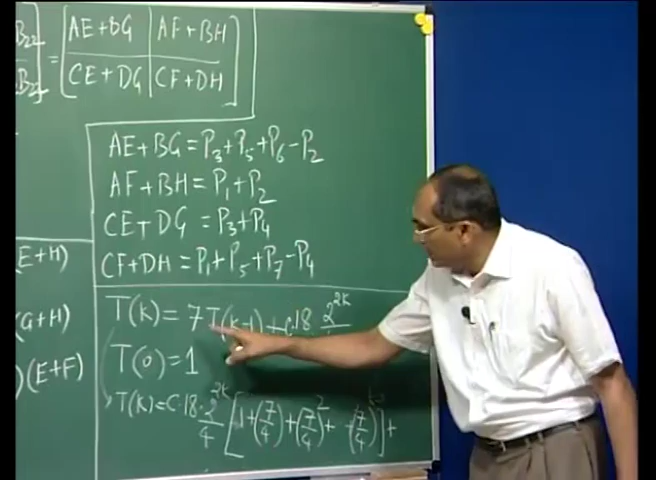 B22
B22
= [ AE+BG | AF+BH
CE+DG | CF+DH ]
AE+BG = P3+P5+P6-P2
AF+BH = P1+P2
CE+DG = P3+P4
CF+DH = P1+P5+P7-P4
(E+H)
(G+H)
(E+F)
T(k) = 7T(k-1) + c.18 2^2k
T(0) = 1
T(k) = c.18. 2^2k/4 [1+(7/4)+(7/4)^2+ (7/4)]+